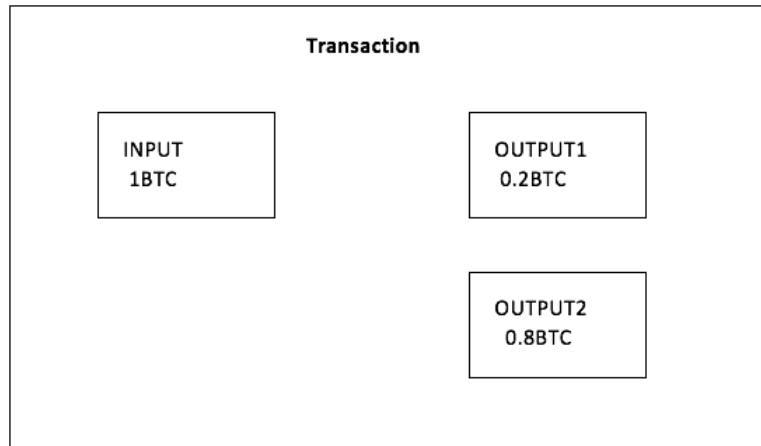 Transaction
INPUT
1BTC
OUTPUT1
0.2BTC
OUTPUT2
0.8BTC